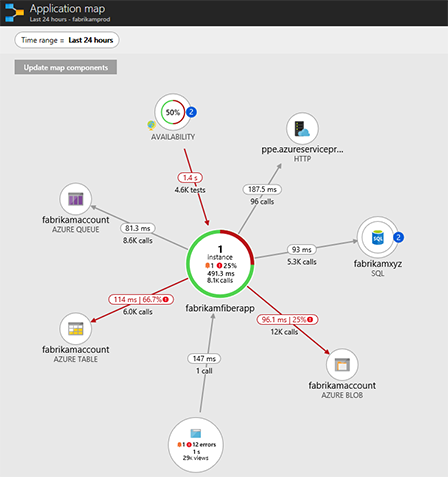 Application map
Last 24 hours - fabrikamprod
Time range = Last 24 hours
Update map components
50%
2
AVAILABILITY
ppe.azureservicepr...
HTTP
1.4 s
4.6K tests
187.5 ms
96 calls
fabrikamaccount
AZURE QUEUE
81.3 ms
8.6K calls
1
instance
1 25%
491.3 ms
8.1K calls
fabrikamfiberapp
93 ms
5.3K calls
SQL
2
fabrikamxyz
SQL
114 ms | 66.7%
6.0K calls
fabrikamaccount
AZURE TABLE
96.1 ms | 25%
12K calls
fabrikamaccount
AZURE BLOB
147 ms
1 call
1 12 errors
1 s
29K views